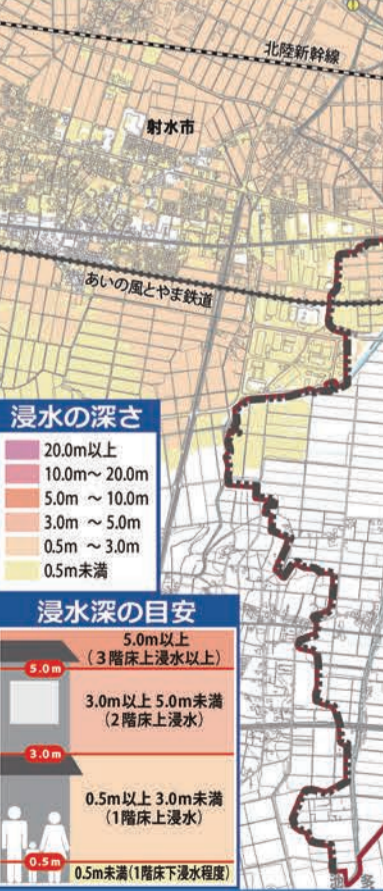 北陸新幹線
射水市
あいの風とやま鉄道
浸水の深さ
20.0m以上
10.0m～ 20.0m
5.0m ～ 10.0m
3.0m ～ 5.0m
0.5m ～ 3.0m
0.5m未満
浸水深の目安
5.0m以上
(３階床上浸水以上)
5.0m
3.0m以上 5.0m未満
(2階床上浸水)
3.0m
0.5m以上 3.0m未満
(1階床上浸水)
0.5m
0.5m未満(1階床下浸水程度)